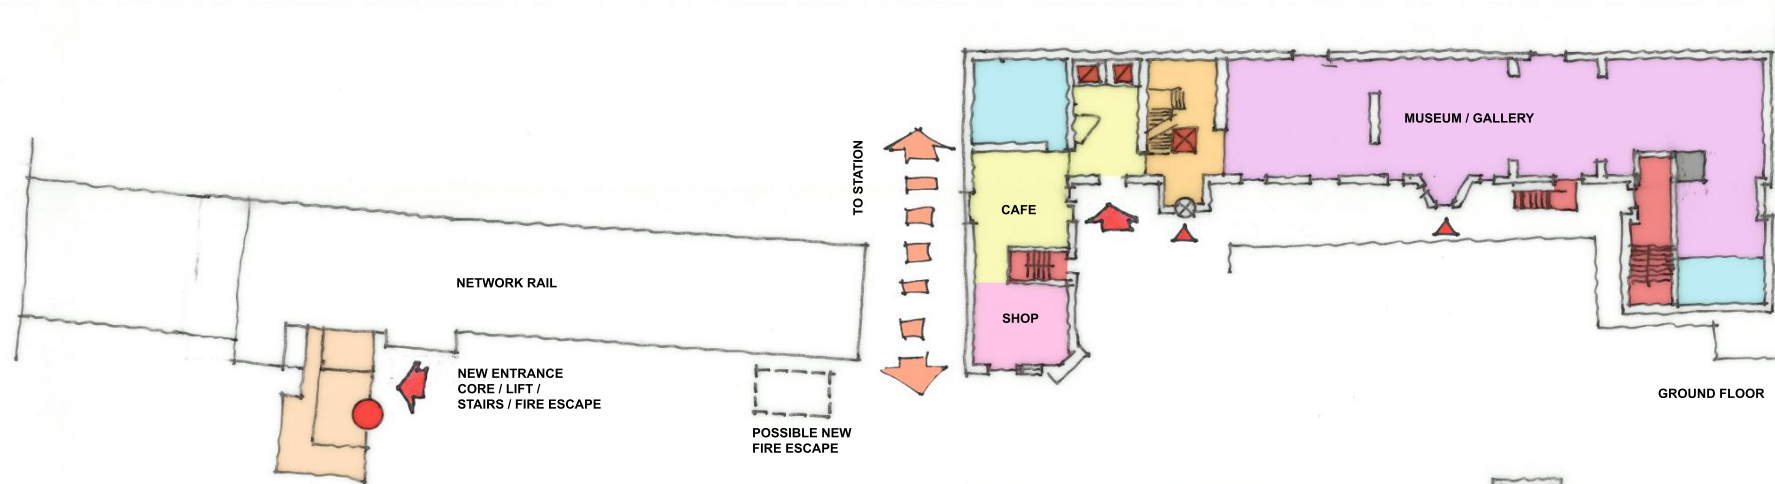 MUSEUM / GALLERY
TO STATION
CAFE
NETWORK RAIL
SHOP
NEW ENTRANCE
CORE / LIFT /
STAIRS / FIRE ESCAPE
GROUND FLOOR
POSSIBLE NEW
FIRE ESCAPE